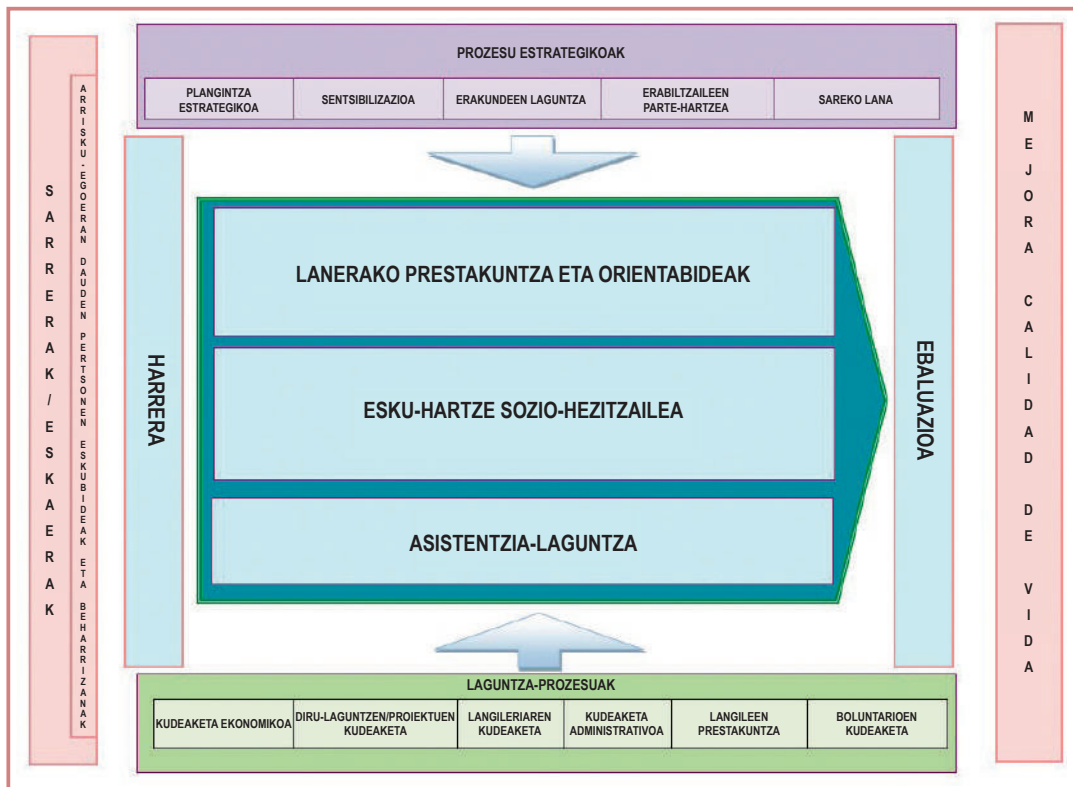 PROZESU ESTRATEGIKOAK
PLANGINTZA
ESTRATEGIKOA
SENTSIBILIZAZIOA
ERAKUNDEEN LAGUNTZA
ERABILTZAILEEN
PARTE-HARTZEA
SAREKO LANA
SARRERAK/ESKAERAK
ARRISKU-EGOERAN DAUDEN PERTSONEN ESKUBIDEAK ETA BEHARRIZANAK
HARRERA
LANERAKO PRESTAKUNTZA ETA ORIENTABIDEAK
ESKU-HARTZE SOZIO-HEZITZAILEA
ASISTENTZIA-LAGUNTZA
EBALUAZIOA
MEJORA CALIDAD DE VIDA
LAGUNTZA-PROZESUAK
KUDEAKETA EKONOMIKOA
DIRU-LAGUNTZEN/PROIEKTUEN
KUDEAKETA
LANGILERIAREN
KUDEAKETA
KUDEAKETA
ADMINISTRATIVOA
LANGILEEN
PRESTAKUNTZA
BOLUNTARIOEN
KUDEAKETA